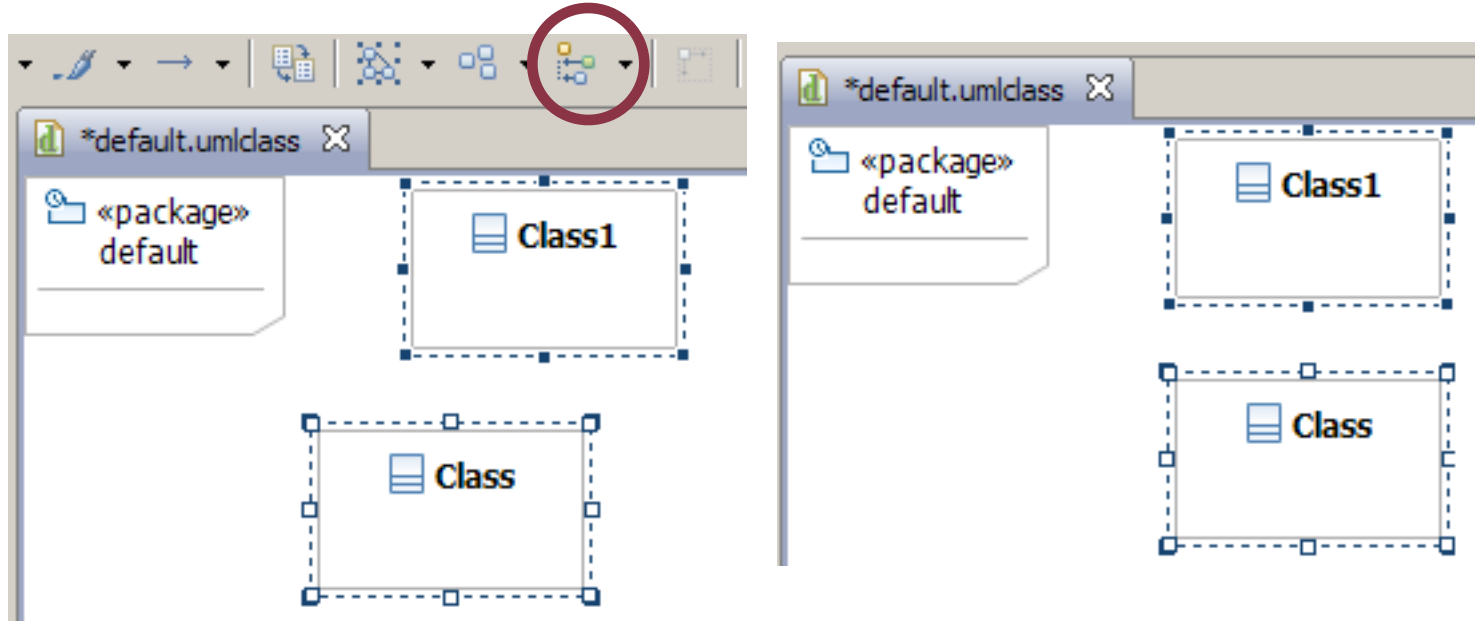 *default.umlclass
«package»
default
Class1
Class
*default.umlclass
«package»
default
Class1
Class